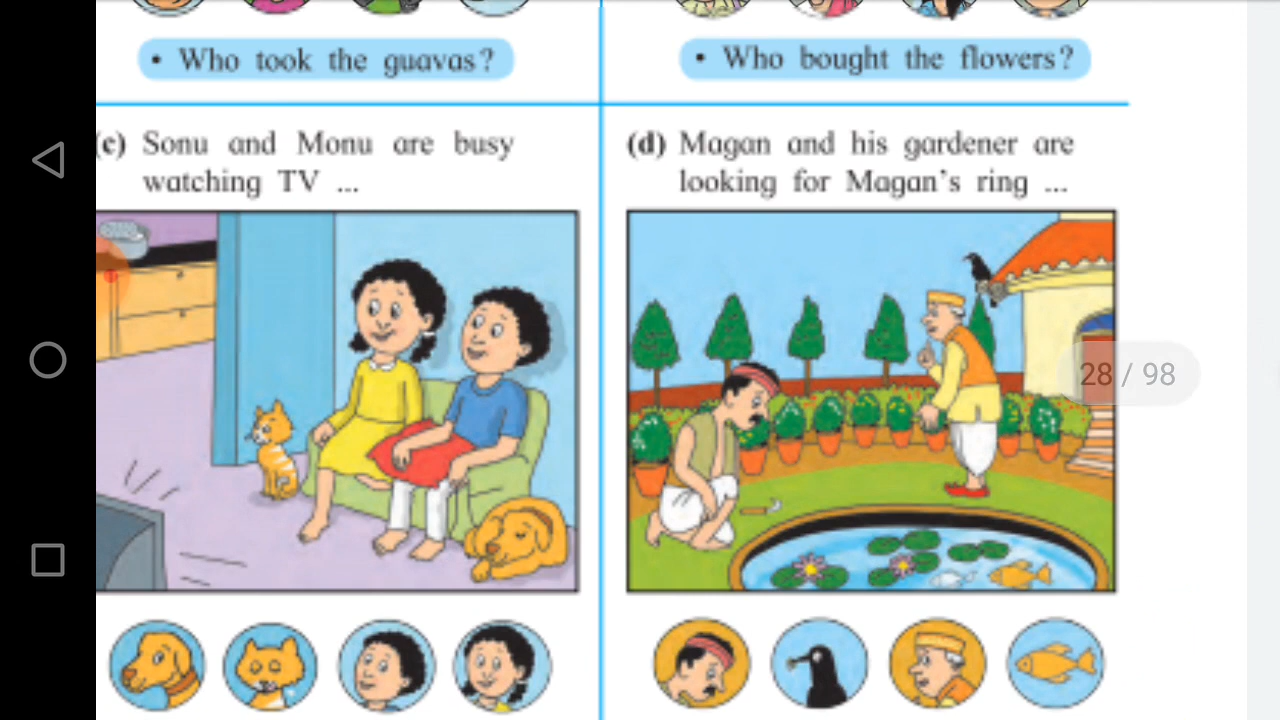 • Who took the guavas?
• Who bought the flowers?
(c) Sonu and Monu are busy
watching TV ...
(d) Magan and his gardener are
looking for Magan's ring ...
28 / 98